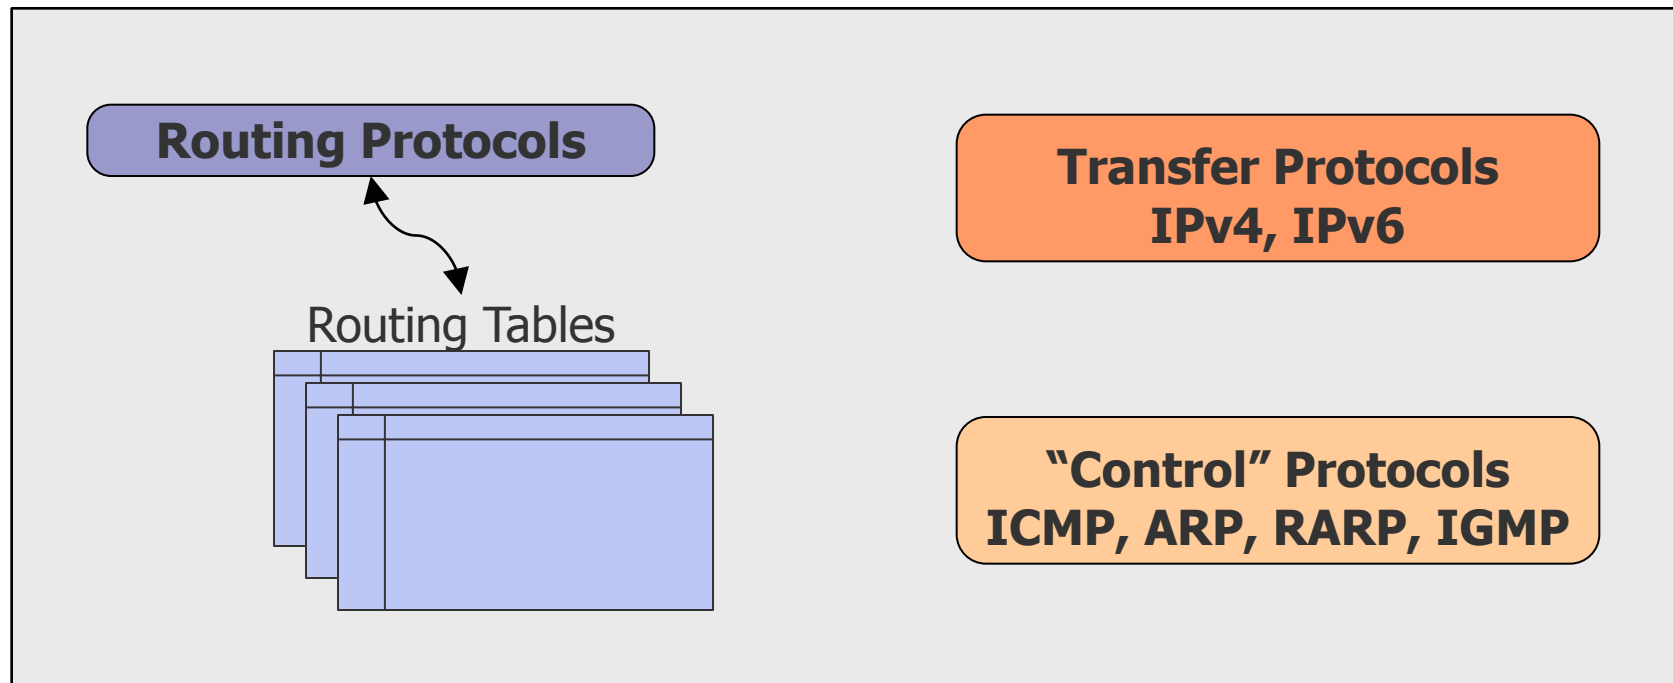 Routing Protocols
Transfer Protocols
IPv4, IPv6
Routing Tables
“Control” Protocols
ICMP, ARP, RARP, IGMP